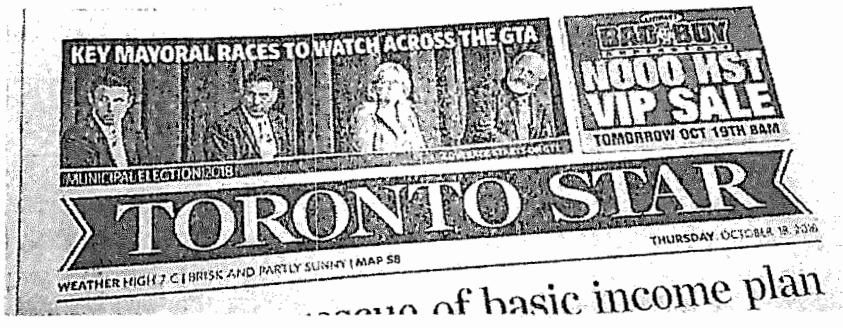 KEY MAYORAL RACES TO WATCH ACROSS THE GTA
MUNICIPAL ELECTION 2018
BAD BOY
NOOO HST
VIP SALE
TOMORROW OCT 19TH 8AM
TORONTO STAR
WEATHER HIGH 7 C | BRISK AND PARTLY SUNNY | MAP S8
THURSDAY, OCTOBER 18, 2018
of basic income plan